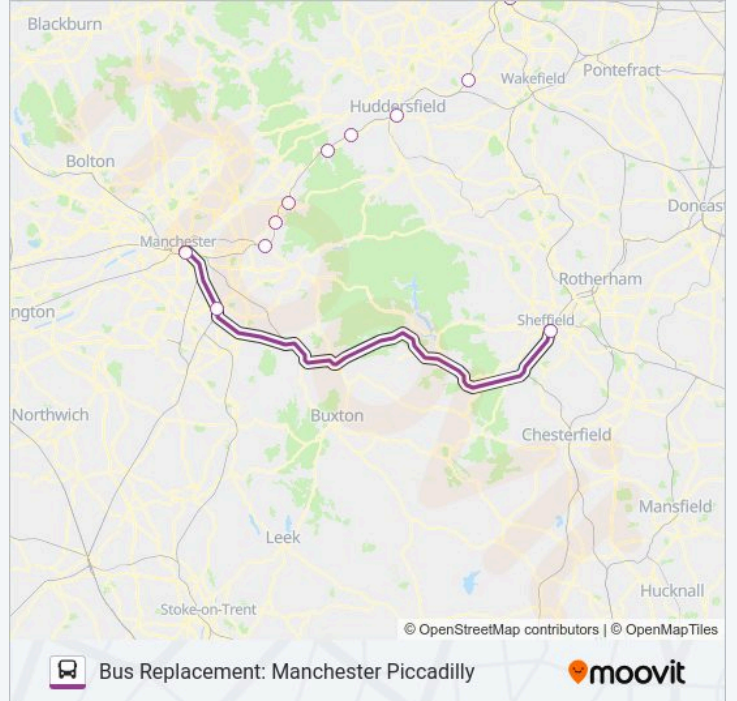 Blackburn
Wakefield
Pontefract
Huddersfield
Bolton
Doncas
Manchester
Rotherham
ngton
Sheffield
Northwich
Buxton
Chesterfield
Mansfield
Leek
Hucknall
Stoke-on-Trent
© OpenStreetMap contributors | © OpenMapTiles
Bus Replacement: Manchester Piccadilly
moovit